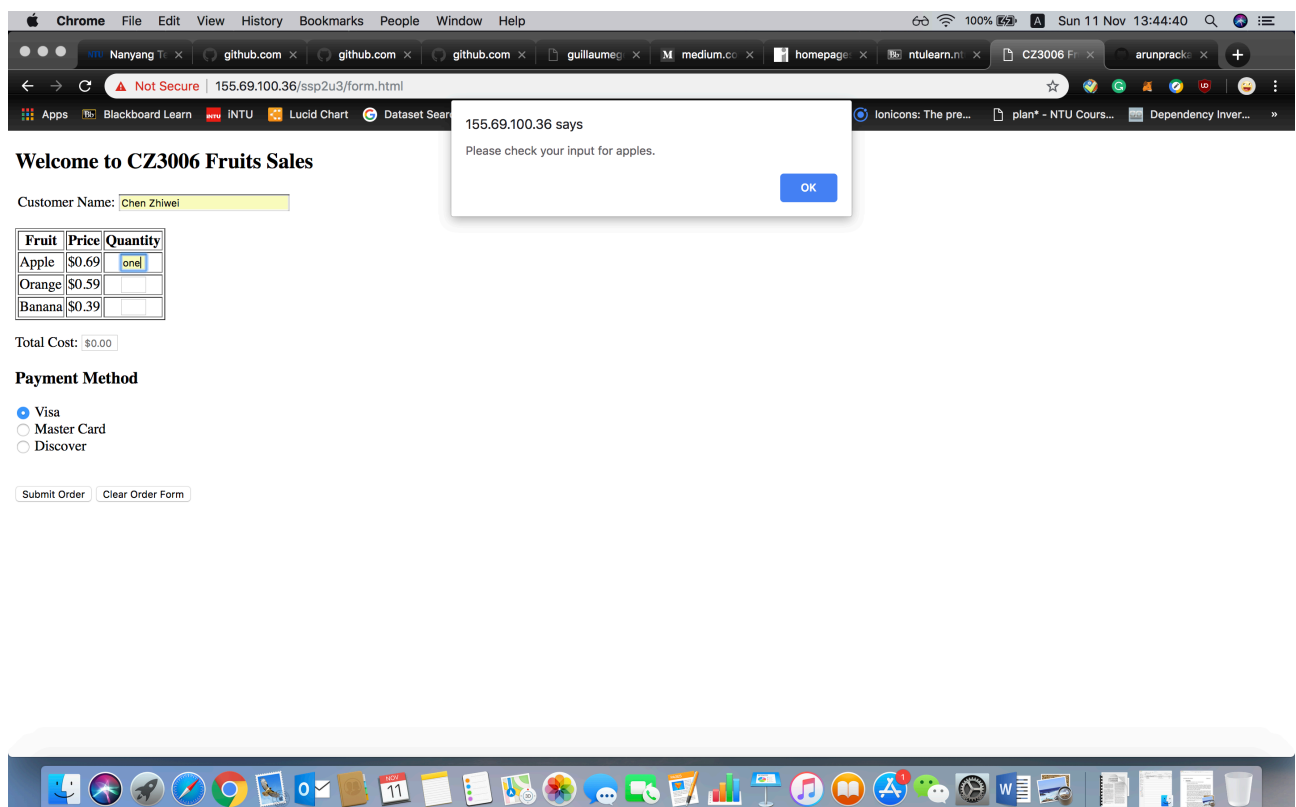 Chrome File Edit View History Bookmarks People Window Help 100% A Sun 11 Nov 13:44:40
NTU Nanyang Te github.com github.com github.com guillaumeg M medium.co homepage ntulearn.nt CZ3006 Fr arunpracka
Not Secure 155.69.100.36/ssp2u3/form.html
Apps Bb Blackboard Learn iNTU Lucid Chart Dataset Sear Ionicons: The pre... plan* - NTU Cours... Dependency Inver... »
155.69.100.36 says
Please check your input for apples.
OK
Welcome to CZ3006 Fruits Sales
Customer Name: Chen Zhiwei
Fruit Price Quantity
Apple $0.69 one
Orange $0.59
Banana $0.39
Total Cost: $0.00
Payment Method
Visa
Master Card
Discover
Submit Order Clear Order Form
NOV
11
1
W